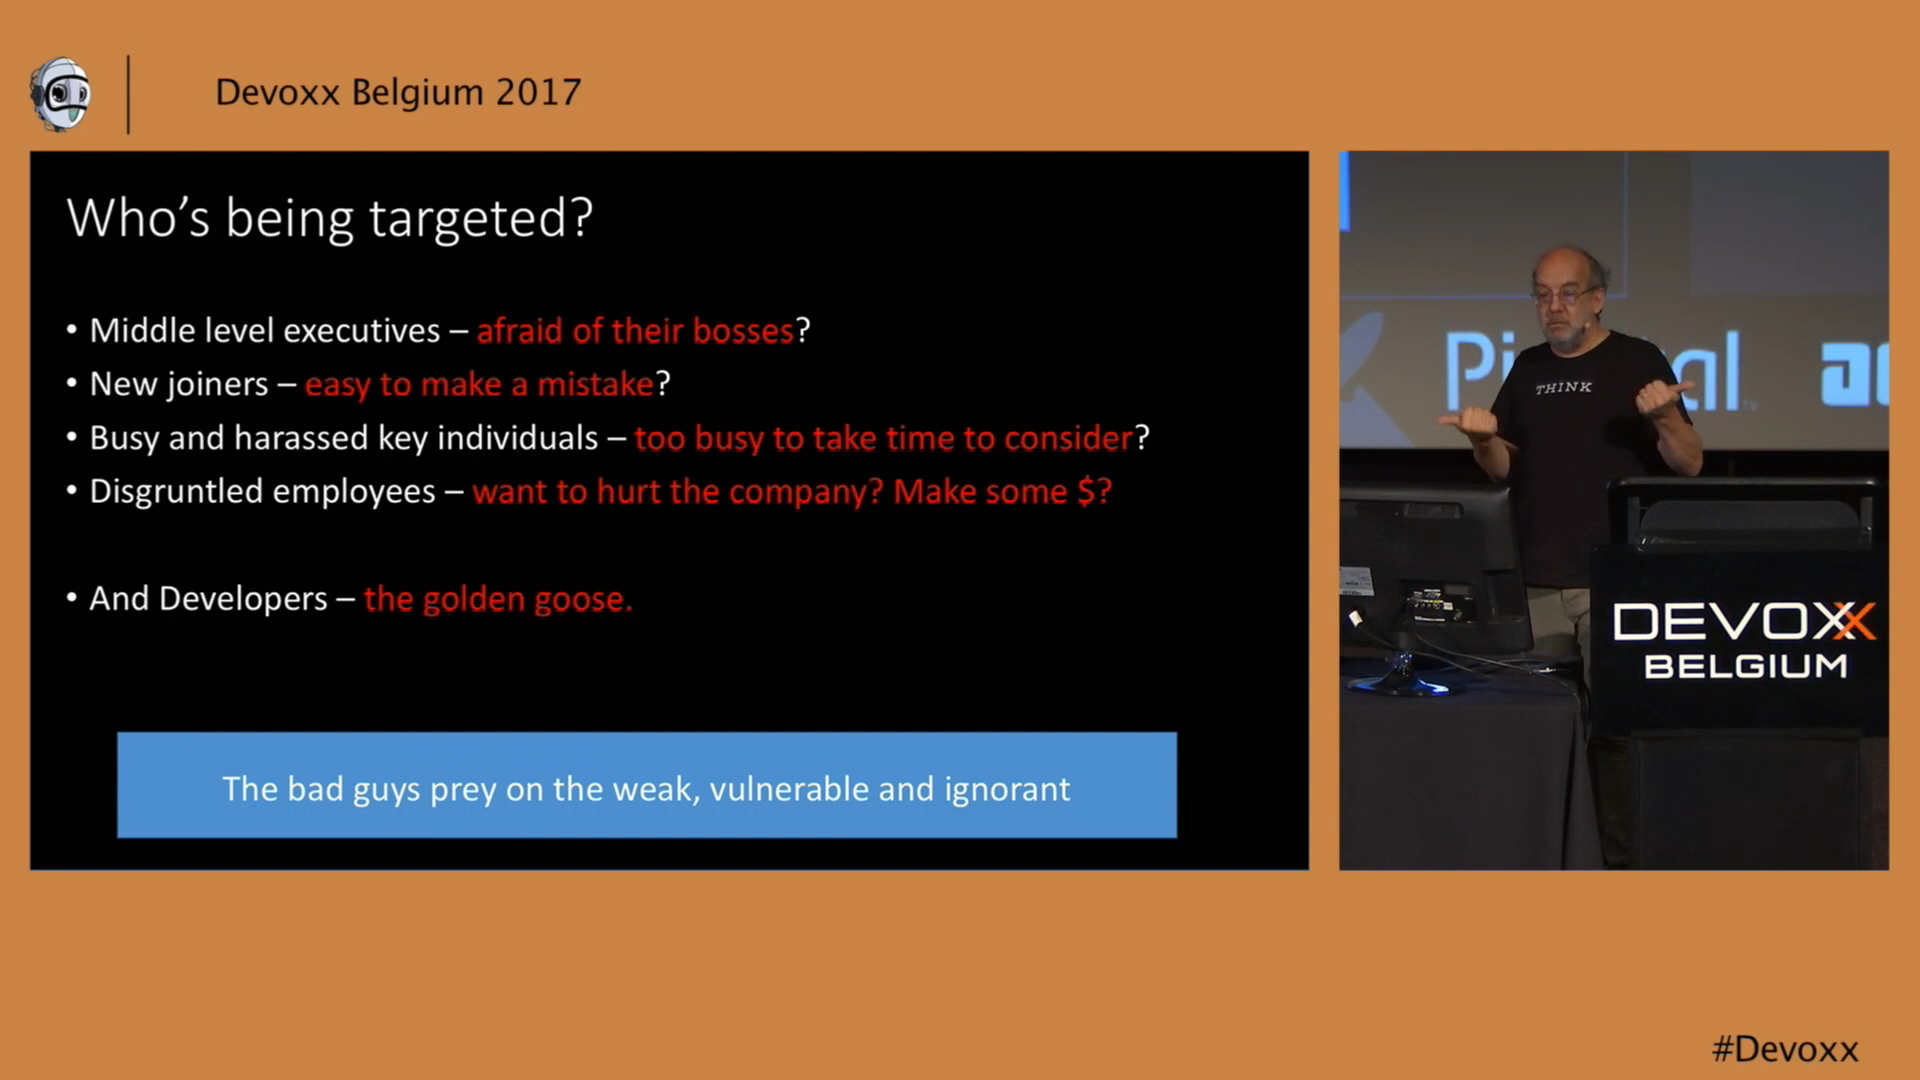 Devoxx Belgium 2017
Who's being targeted?
• Middle level executives – afraid of their bosses?
• New joiners – easy to make a mistake?
• Busy and harassed key individuals – too busy to take time to consider?
• Disgruntled employees – want to hurt the company? Make some $?
• And Developers – the golden goose.
The bad guys prey on the weak, vulnerable and ignorant
THINK
DEVOXX
BELGIUM
#Devoxx